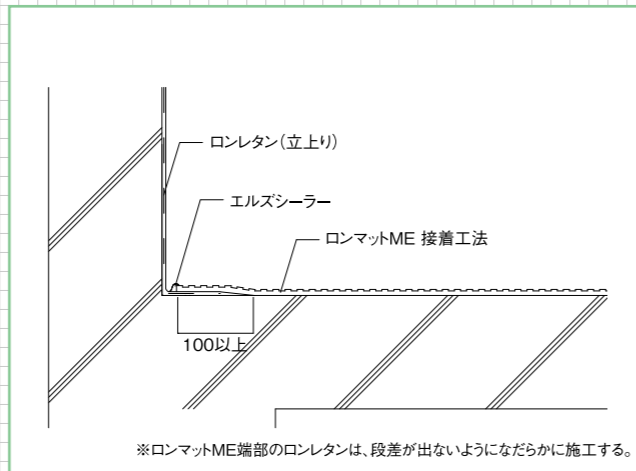 ロンレタン(立上り)
エルズシーラー
ロンマットME 接着工法
100以上
※ロンマットME端部のロンレタンは、段差が出ないようになだらかに施工する。